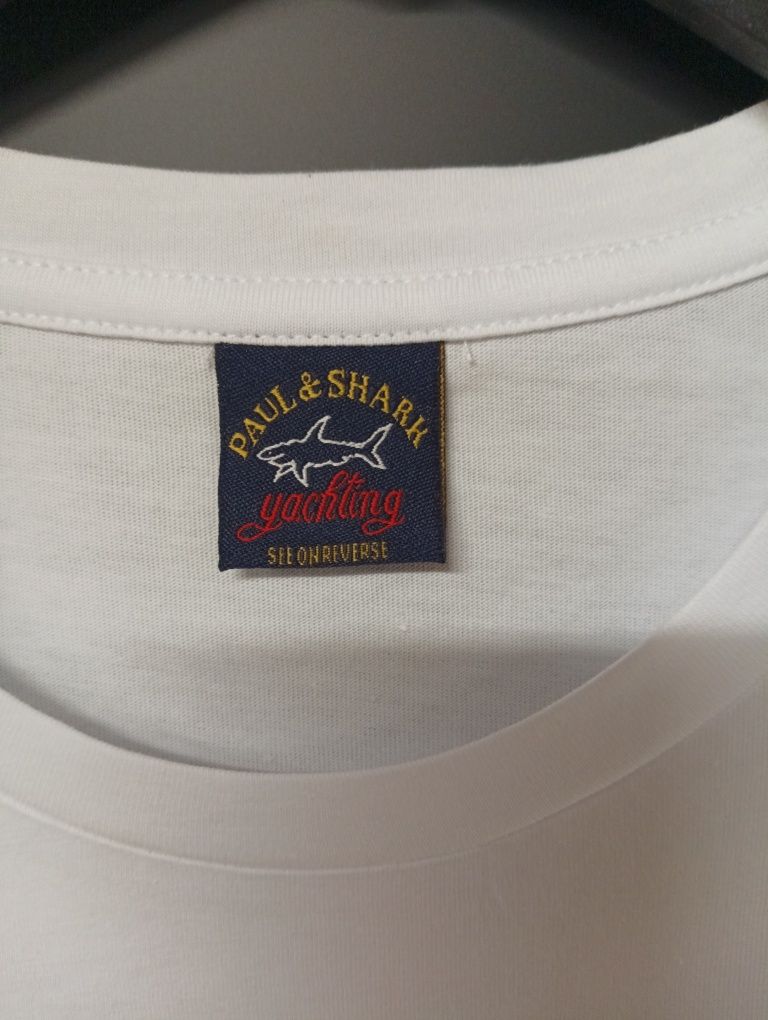 PAUL & SHARK
yachting
SEE ON REVERSE